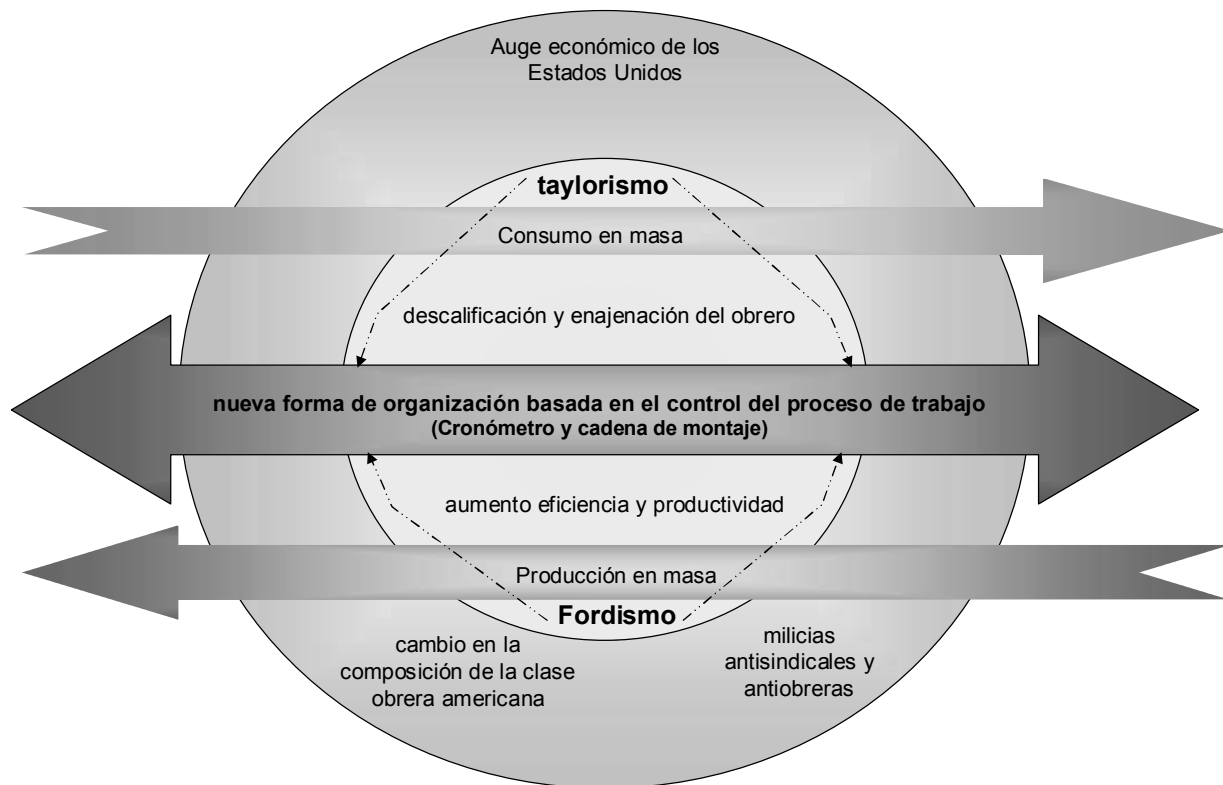 Auge económico de los
Estados Unidos
taylorismo
Consumo en masa
descalificación y enajenación del obrero
nueva forma de organización basada en el control del proceso de trabajo
(Cronómetro y cadena de montaje)
aumento eficiencia y productividad
Producción en masa
Fordismo
cambio en la
composición de la clase
obrera americana
milicias
antisindicales y
antiobreras